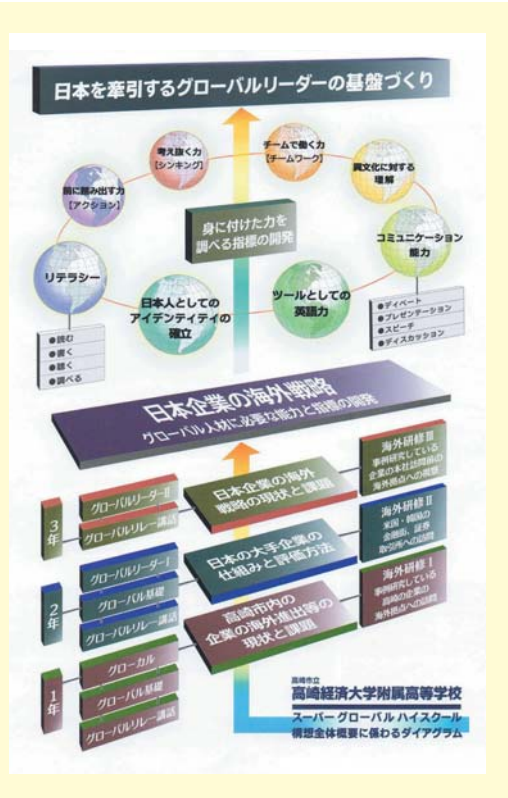 日本を牽引するグローバルリーダーの基盤づくり
考え抜く力
【シンキング】
チームで働く力
【チームワーク】
前に踏み出す力
【アクション】
異文化に対する
理解
身に付けた力を
調べる指標の開発
コミュニケーション
能力
リテラシー
日本人としての
アイデンティティの
確立
ツールとしての
英語力
●読む
●書く
●聴く
●調べる
●ディベート
●プレゼンテーション
●スピーチ
●ディスカッション
日本企業の海外戦略
グローバル人材に必要な能力と指標の開発
3年
グローバルリーダーⅡ
グローバルリレー講話
日本企業の海外
戦略の現状と課題
海外研修Ⅲ
事例研究している
企業の本社訪問前の
海外拠点への視察
2年
グローバルリーダーⅠ
グローバル基礎
グローバルリレー講話
日本の大手企業の
仕組みと評価方法
海外研修Ⅱ
米国・韓国の
金融街、証券
取引所への訪問
1年
グローカル
グローバル基礎
グローバルリレー講話
高崎市内の
企業の海外進出等の
現状と課題
海外研修Ⅰ
事例研究している
高崎の企業の
海外拠点への訪問
高崎市立
高崎経済大学附属高等学校
スーパー グローバル ハイスクール
構想全体概要に係わるダイアグラム